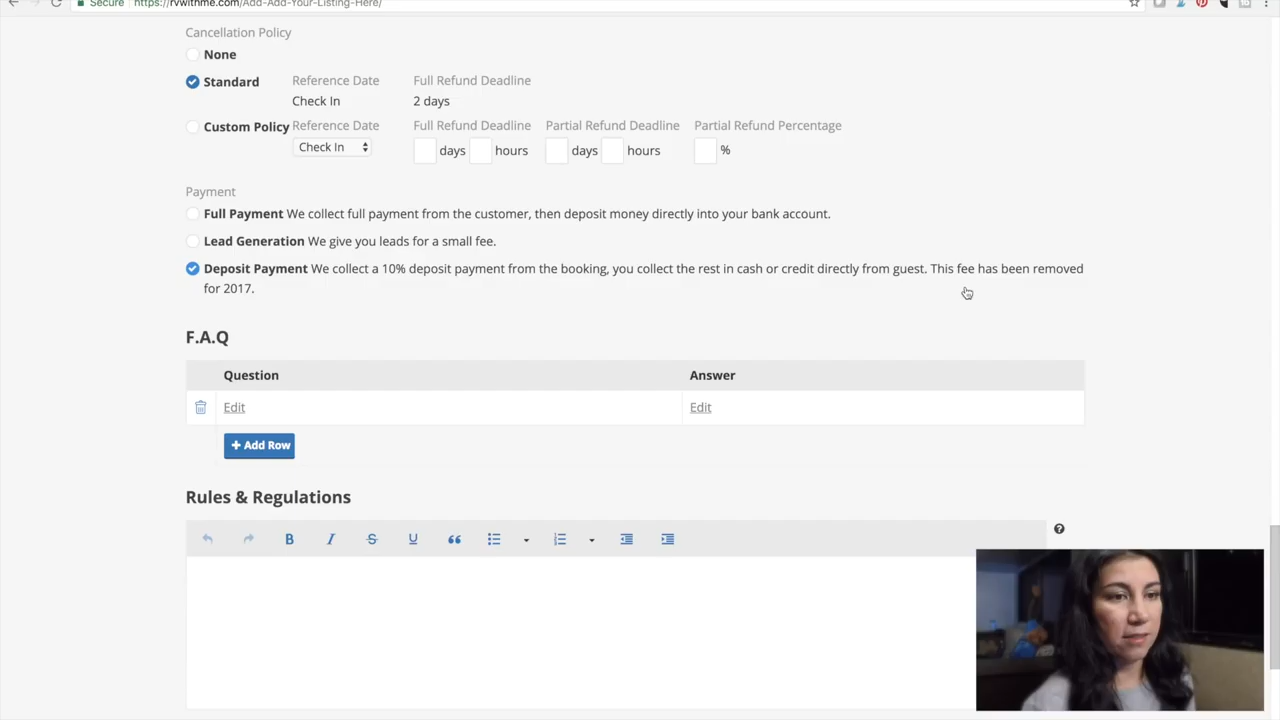 Secure
https://rvwithme.com/Add-Add-Your-Listing-Here/
Cancellation Policy
None
Standard
Reference Date
Full Refund Deadline
Check In
2 days
Custom Policy
Reference Date
Full Refund Deadline
Partial Refund Deadline
Partial Refund Percentage
Check In
days
hours
days
hours
%
Payment
Full Payment We collect full payment from the customer, then deposit money directly into your bank account.
Lead Generation We give you leads for a small fee.
Deposit Payment We collect a 10% deposit payment from the booking, you collect the rest in cash or credit directly from guest. This fee has been removed
for 2017.
F.A.Q
Question
Answer
Edit
Edit
+ Add Row
Rules & Regulations
B
I
S
U